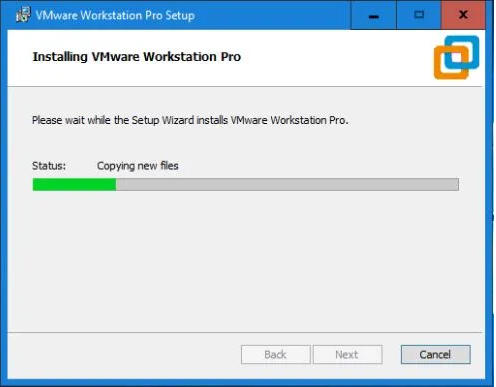 VMware Workstation Pro Setup
Installing VMware Workstation Pro
Please wait while the Setup Wizard installs VMware Workstation Pro.
Status: Copying new files
Back Next Cancel